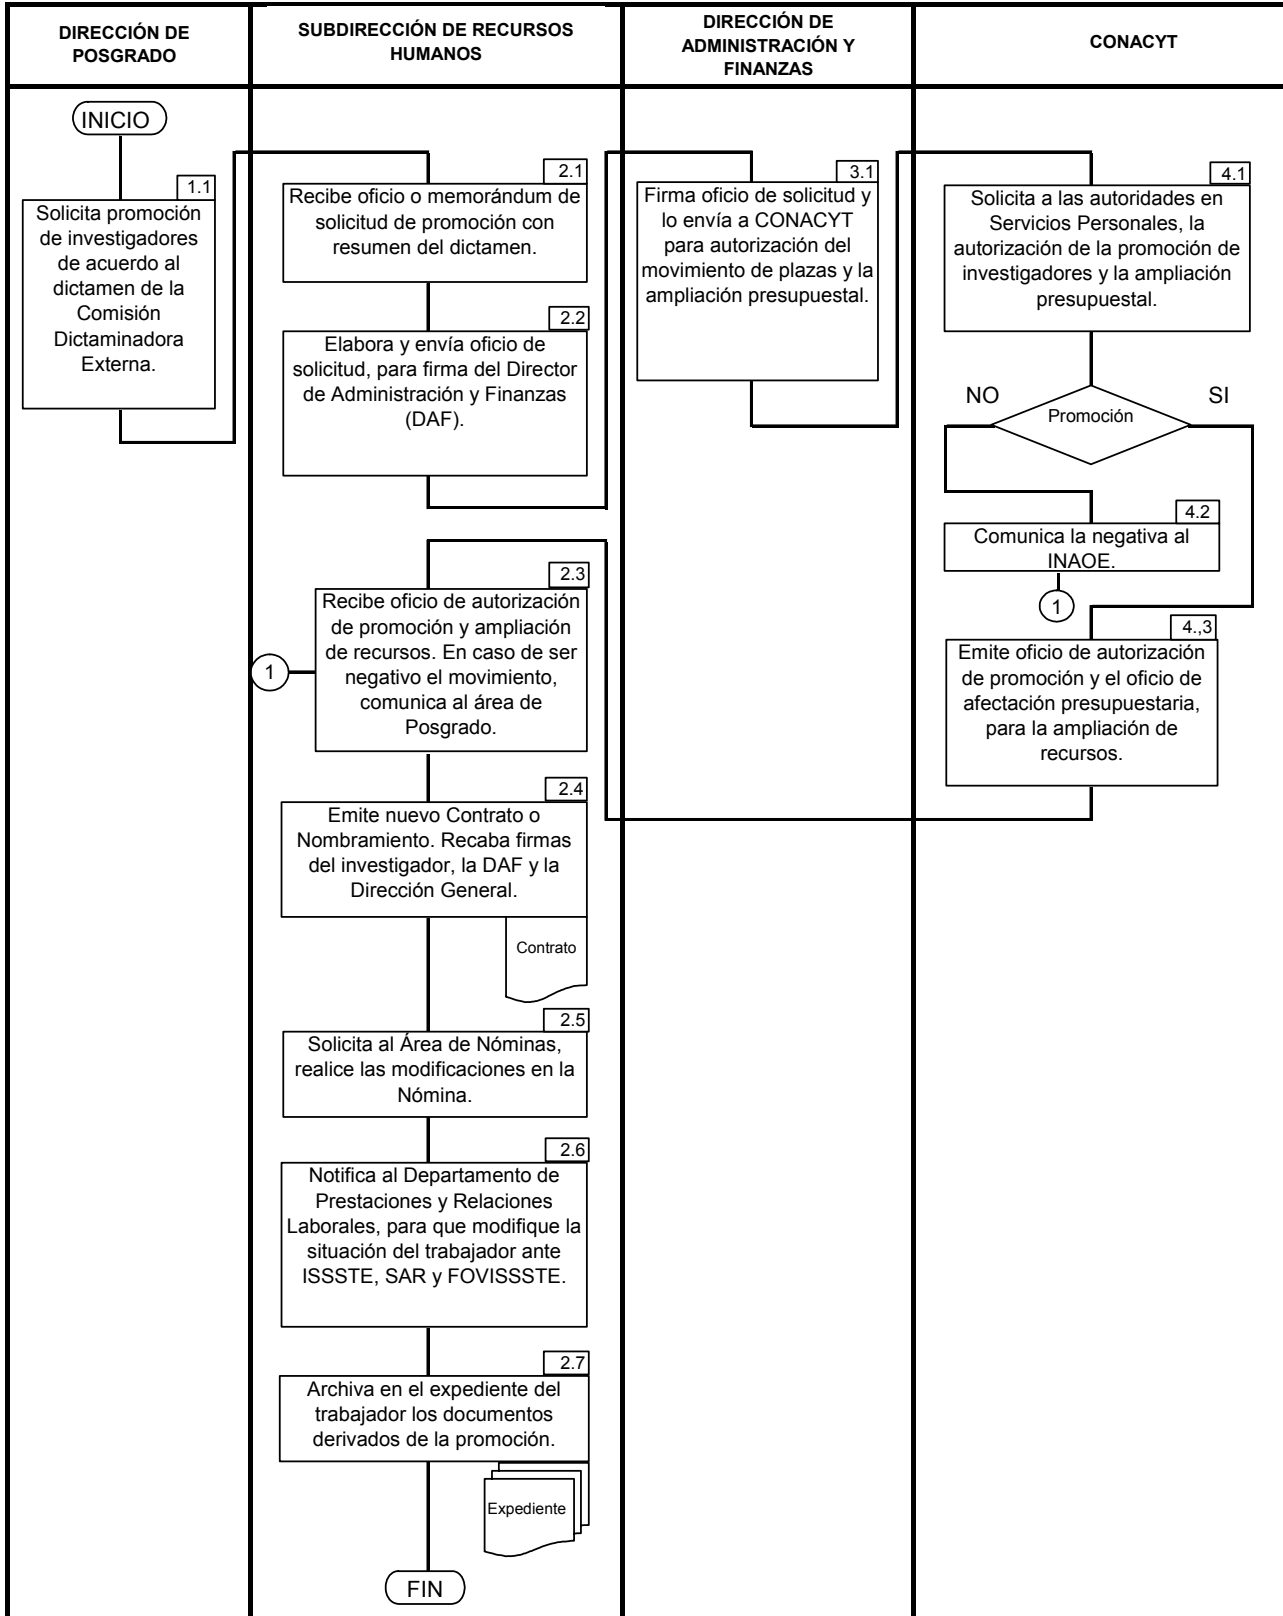 DIRECCIÓN DE
POSGRADO
SUBDIRECCIÓN DE RECURSOS
HUMANOS
DIRECCIÓN DE
ADMINISTRACIÓN Y
FINANZAS
CONACYT
INICIO
1.1
Solicita promoción
de investigadores
de acuerdo al
dictamen de la
Comisión
Dictaminadora
Externa.
2.1
Recibe oficio o memorándum de
solicitud de promoción con
resumen del dictamen.
2.2
Elabora y envía oficio de
solicitud, para firma del Director
de Administración y Finanzas
(DAF).
3.1
Firma oficio de solicitud y
lo envía a CONACYT
para autorización del
movimiento de plazas y la
ampliación presupuestal.
4.1
Solicita a las autoridades en
Servicios Personales, la
autorización de la promoción de
investigadores y la ampliación
presupuestal.
NO
Promoción
SI
4.2
Comunica la negativa al
INAOE.
1
4.,3
Emite oficio de autorización
de promoción y el oficio de
afectación presupuestaria,
para la ampliación de
recursos.
2.3
Recibe oficio de autorización
de promoción y ampliación
de recursos. En caso de ser
negativo el movimiento,
comunica al área de
Posgrado.
1
2.4
Emite nuevo Contrato o
Nombramiento. Recaba firmas
del investigador, la DAF y la
Dirección General.
Contrato
2.5
Solicita al Área de Nóminas,
realice las modificaciones en la
Nómina.
2.6
Notifica al Departamento de
Prestaciones y Relaciones
Laborales, para que modifique la
situación del trabajador ante
ISSSTE, SAR y FOVISSSTE.
2.7
Archiva en el expediente del
trabajador los documentos
derivados de la promoción.
Expediente
FIN